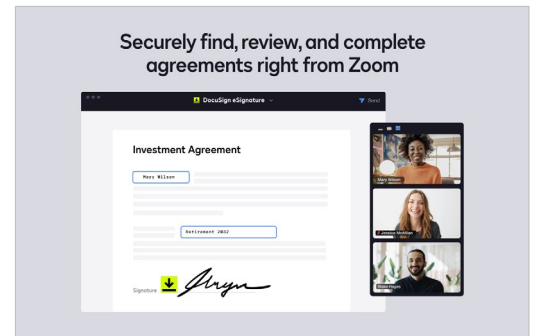 Securely find, review, and complete
agreements right from Zoom
DocuSign eSignature
Send
Investment Agreement
Mary Wilson
Retirement 2032
Signature
Mary Wilson
Jessica McMillan
Blake Hages